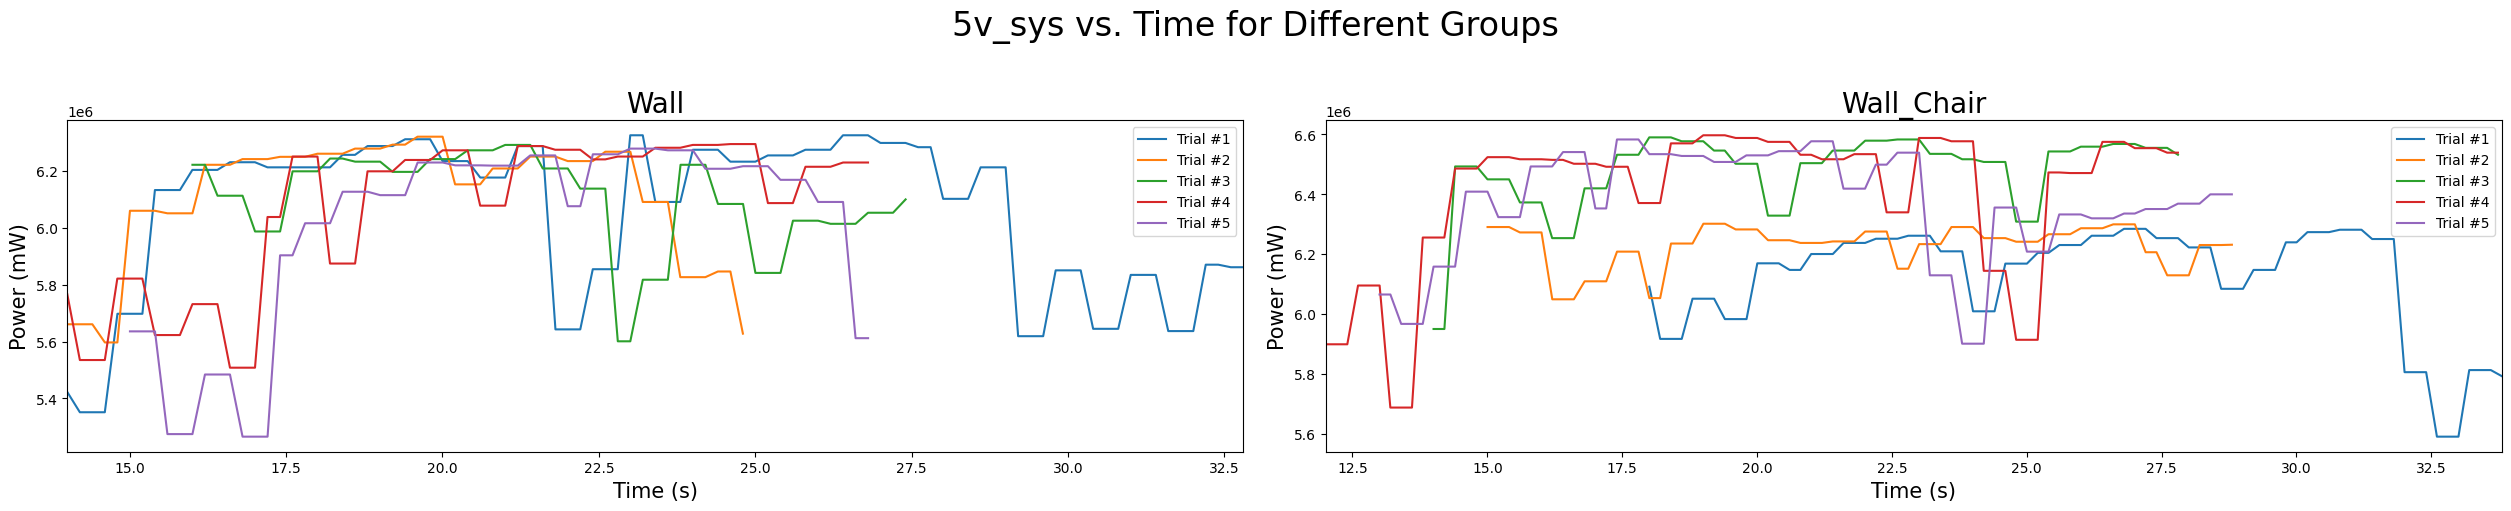 5v_sys vs. Time for Different Groups
Wall
1e6
Power (mW)
6.2
6.0
5.8
5.6
5.4
15.0 17.5 20.0 22.5 25.0 27.5 30.0 32.5
Time (s)
Trial #1
Trial #2
Trial #3
Trial #4
Trial #5
Wall_Chair
1e6
Power (mW)
6.6
6.4
6.2
6.0
5.8
5.6
12.5 15.0 17.5 20.0 22.5 25.0 27.5 30.0 32.5
Time (s)
Trial #1
Trial #2
Trial #3
Trial #4
Trial #5